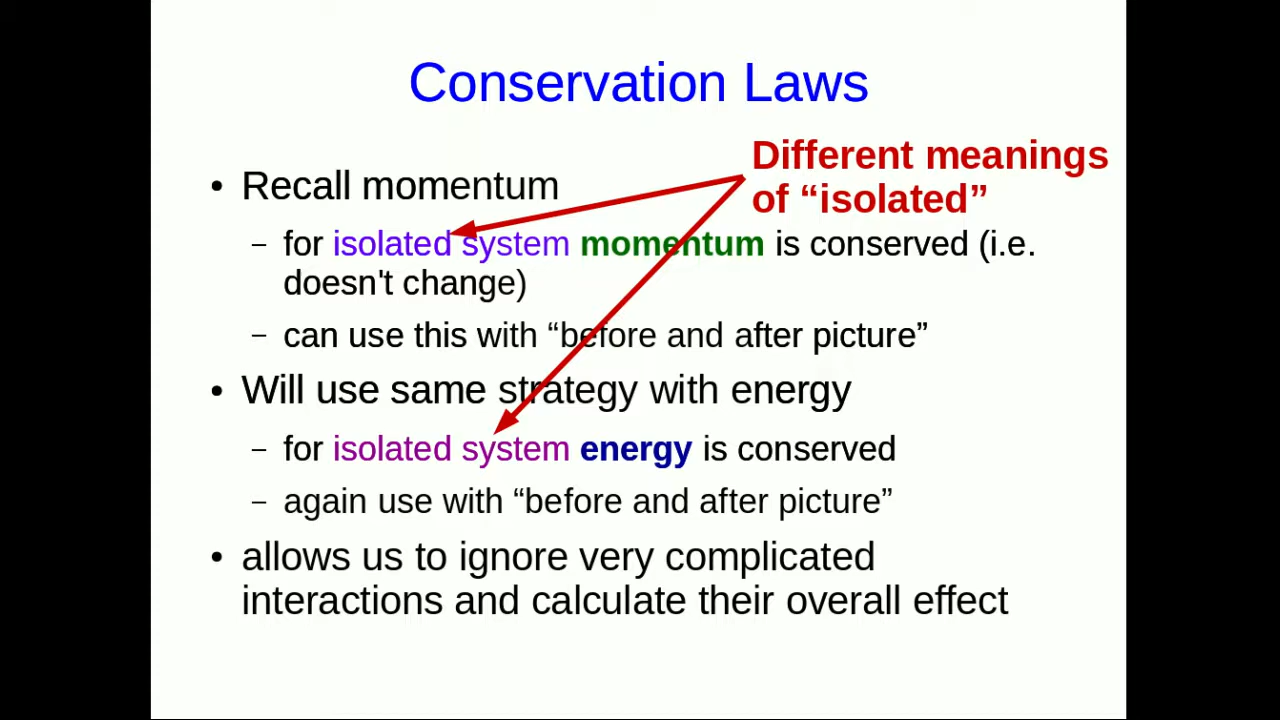 Conservation Laws
Different meanings
of “isolated”
• Recall momentum
– for isolated system momentum is conserved (i.e.
doesn't change)
– can use this with “before and after picture”
• Will use same strategy with energy
– for isolated system energy is conserved
– again use with “before and after picture”
• allows us to ignore very complicated
interactions and calculate their overall effect